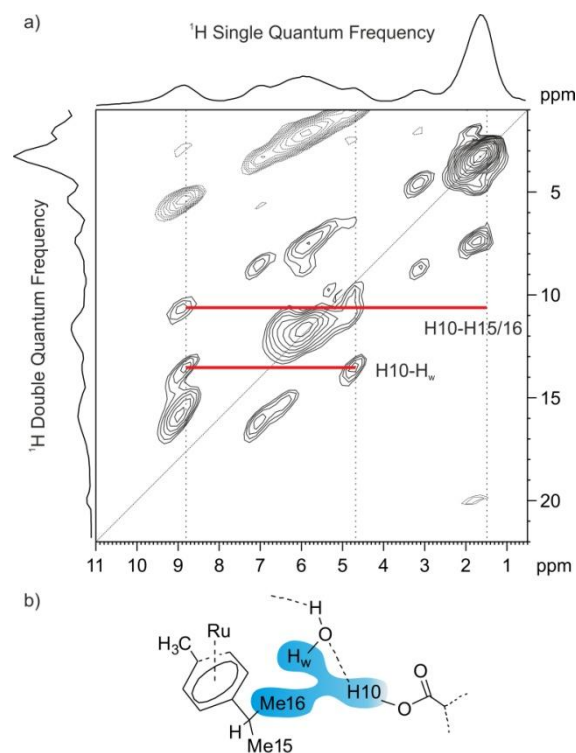 a)
¹H Single Quantum Frequency
¹H Double Quantum Frequency
ppm
5
10
15
20
H10-H15/16
H10-Hw
11 10 9 8 7 6 5 4 3 2 1 ppm
b)
H
Ru
O
H₃C
Hw
H10
O
O
Me16
H
Me15